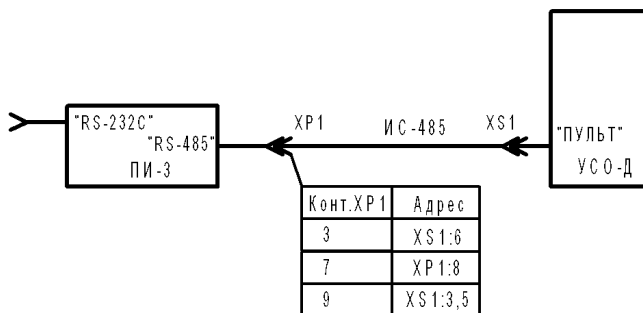 XP1
ИС-485
XS1
"RS-232C"
"RS-485"
ПИ-3
"ПУЛЬТ"
УСО-Д
Конт.XP1 Адрес
3 XS1:6
7 XP1:8
9 XS1:3,5